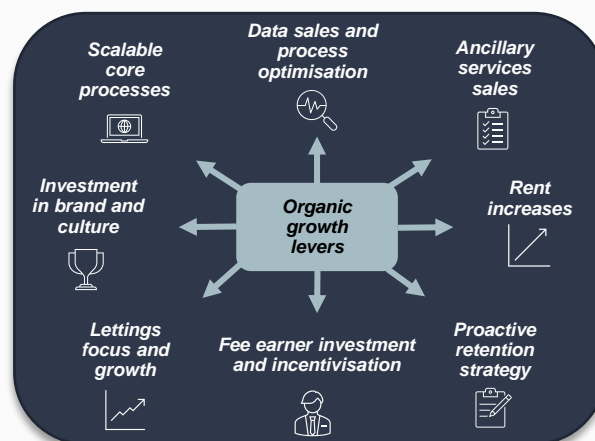 Scalable
core
processes
Data sales and
process
optimisation
Ancillary
services
sales
Investment
in brand and
culture
Organic
growth
levers
Rent
increases
Lettings
focus and
growth
Fee earner investment
and incentivisation
Proactive
retention
strategy